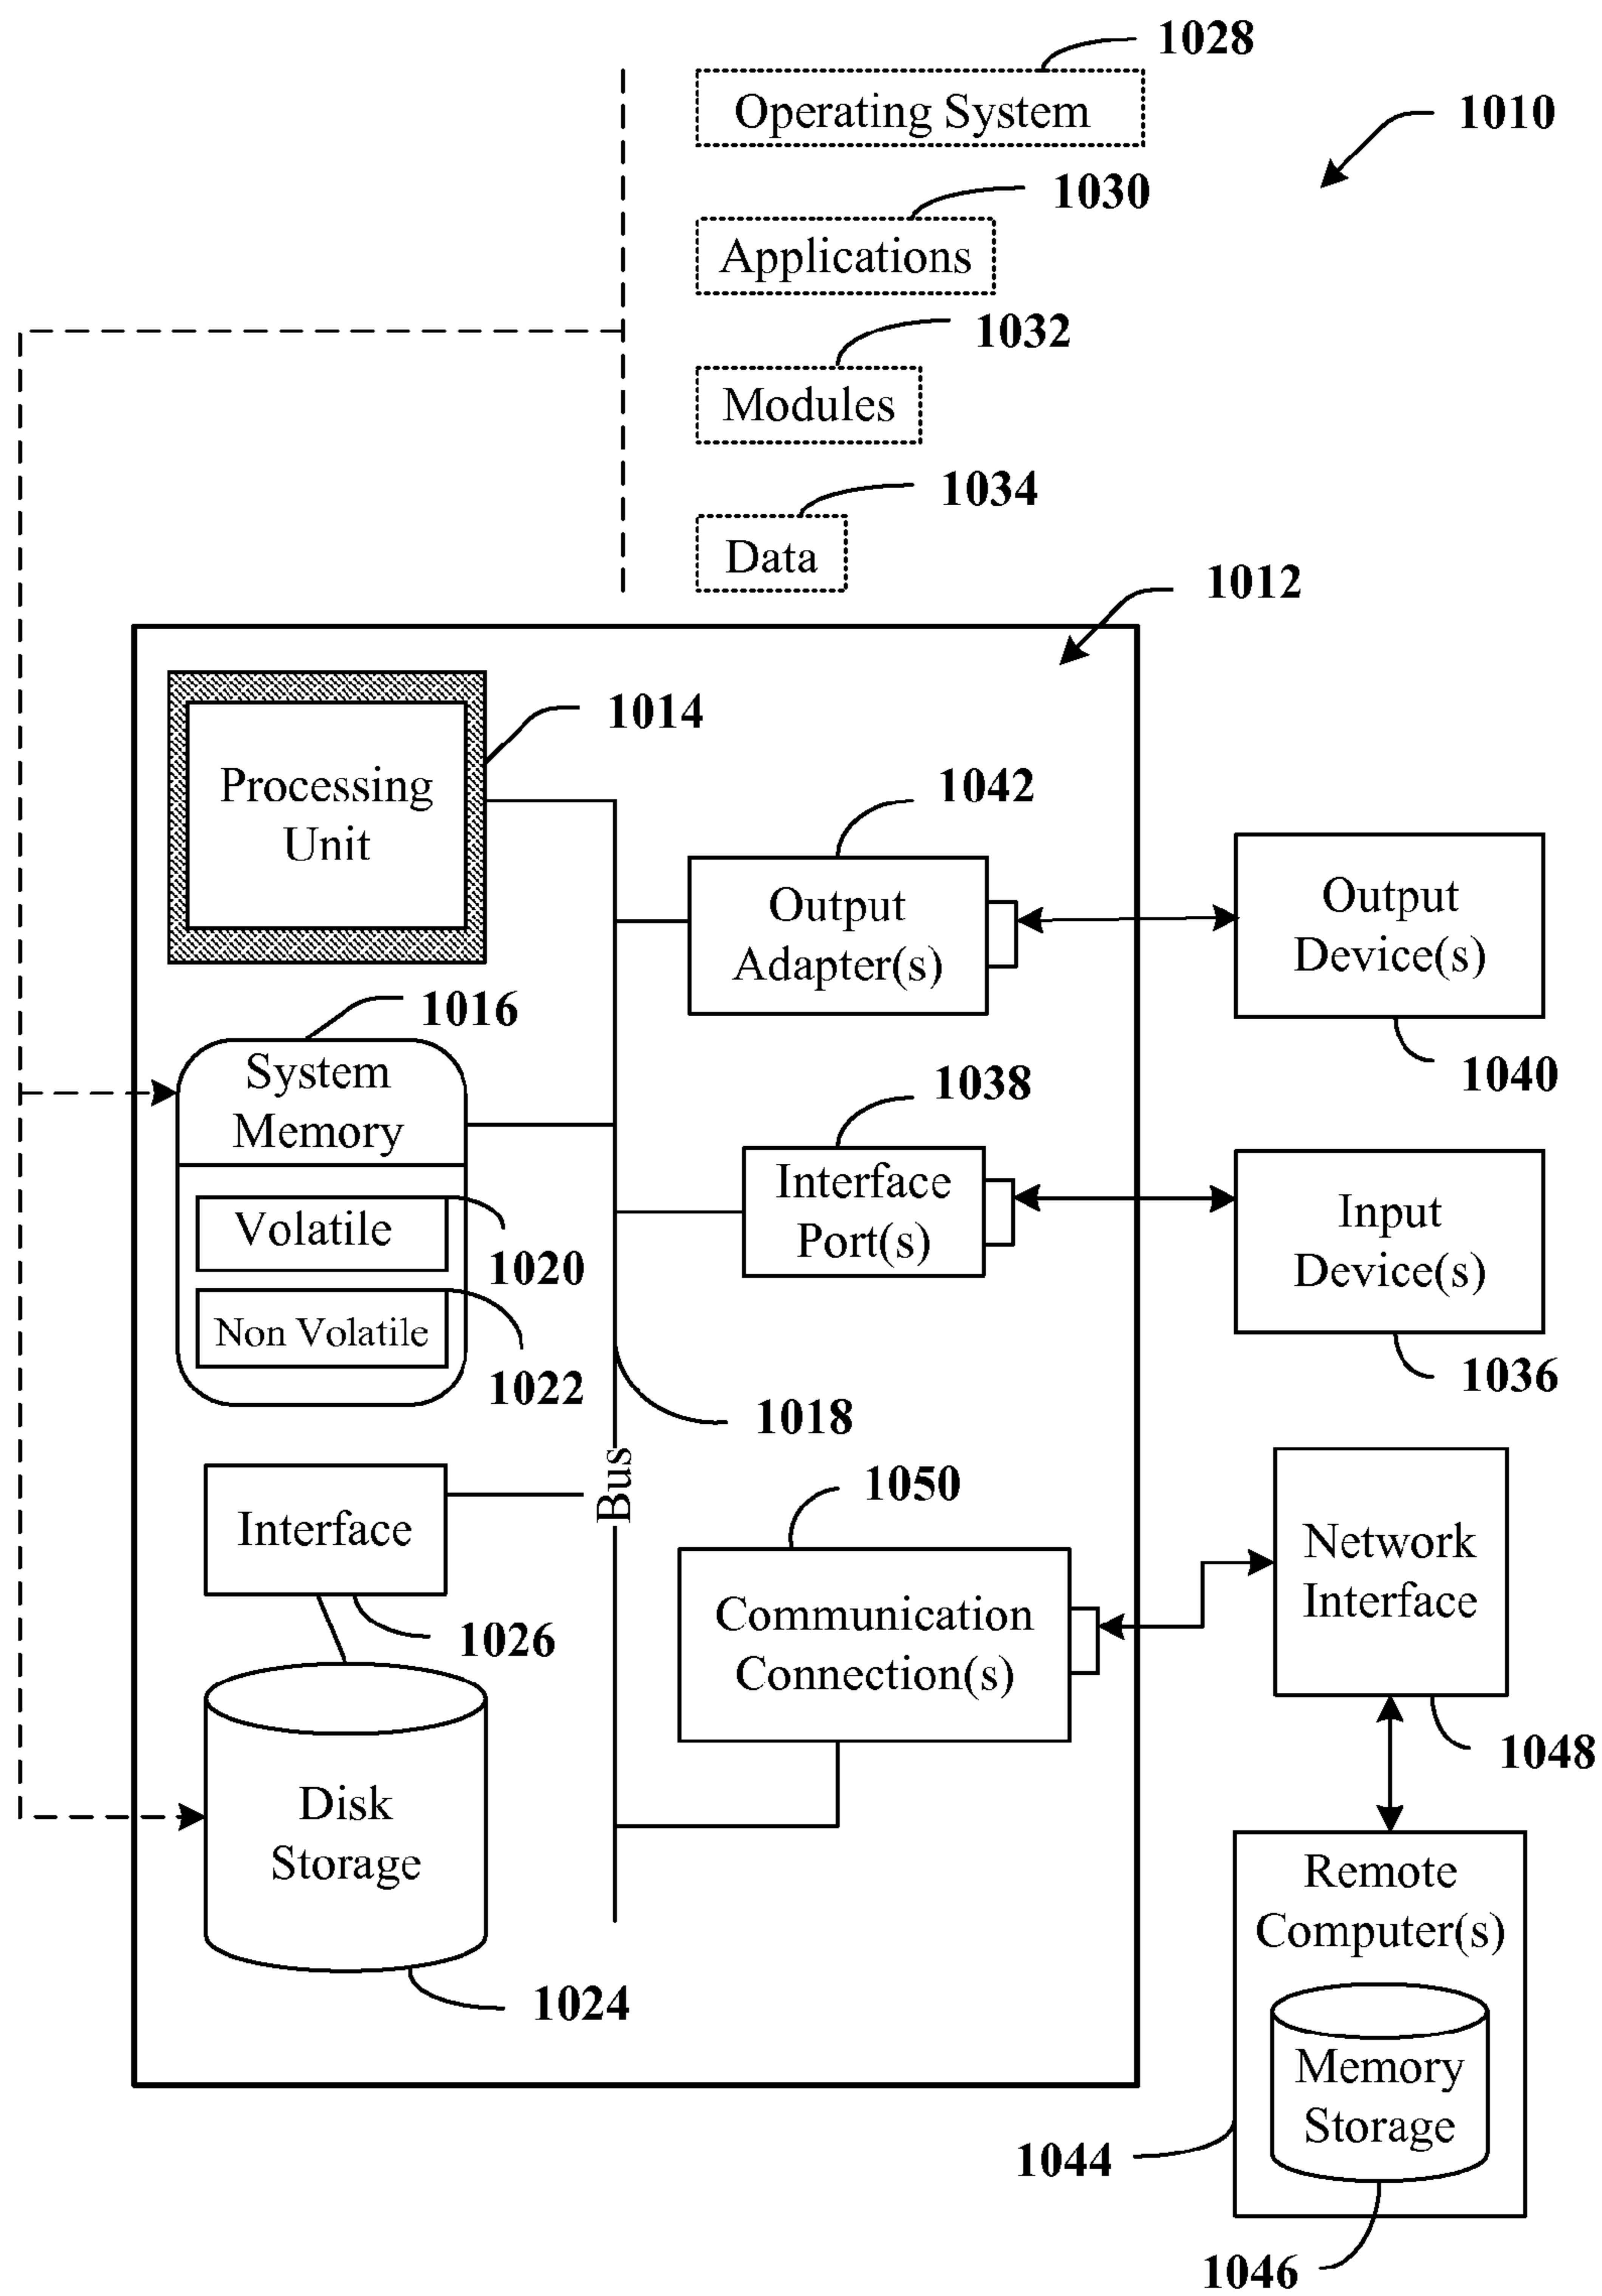 1028
Operating System
1010
1030
Applications
1032
Modules
1034
Data
1012
1014
Processing
Unit
1042
Output
Adapter(s)
Output
Device(s)
1040
1016
System
Memory
1038
Interface
Port(s)
Input
Device(s)
1036
Volatile
1020
Non Volatile
1022
1018
Bus
Interface
1026
1050
Communication
Connection(s)
Network
Interface
1048
Disk
Storage
1024
Remote
Computer(s)
Memory
Storage
1044
1046